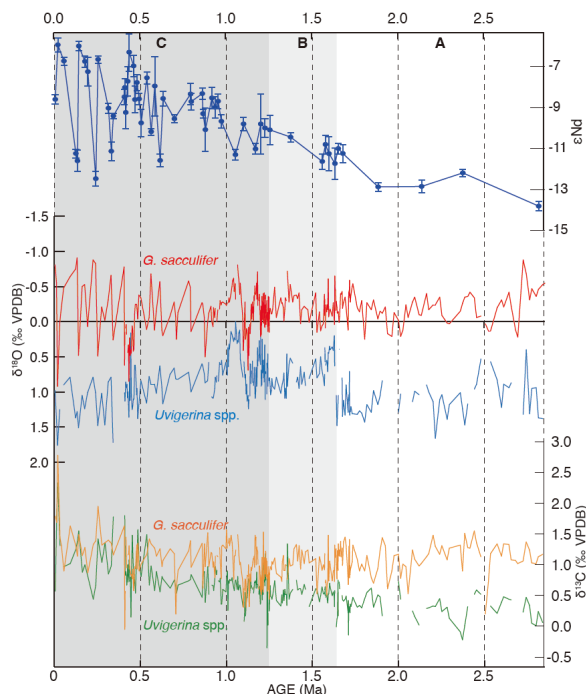 0.0 0.5 1.0 1.5 2.0 2.5
C B A
-7
-9
-11
-13
-15
εNd
-1.5
-1.0
-0.5
0.0
0.5
1.0
1.5
2.0
δ18O (‰ VPDB)
G. sacculifer
Uvigerina spp.
3.0
2.5
2.0
1.5
1.0
0.5
0.0
-0.5
δ13C (‰ VPDB)
G. sacculifer
Uvigerina spp.
0.0 0.5 1.0 1.5 2.0 2.5
AGE (Ma)